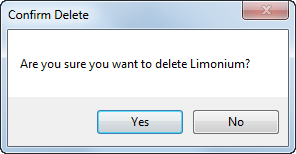 Confirm Delete
Are you sure you want to delete Limonium?
Yes No